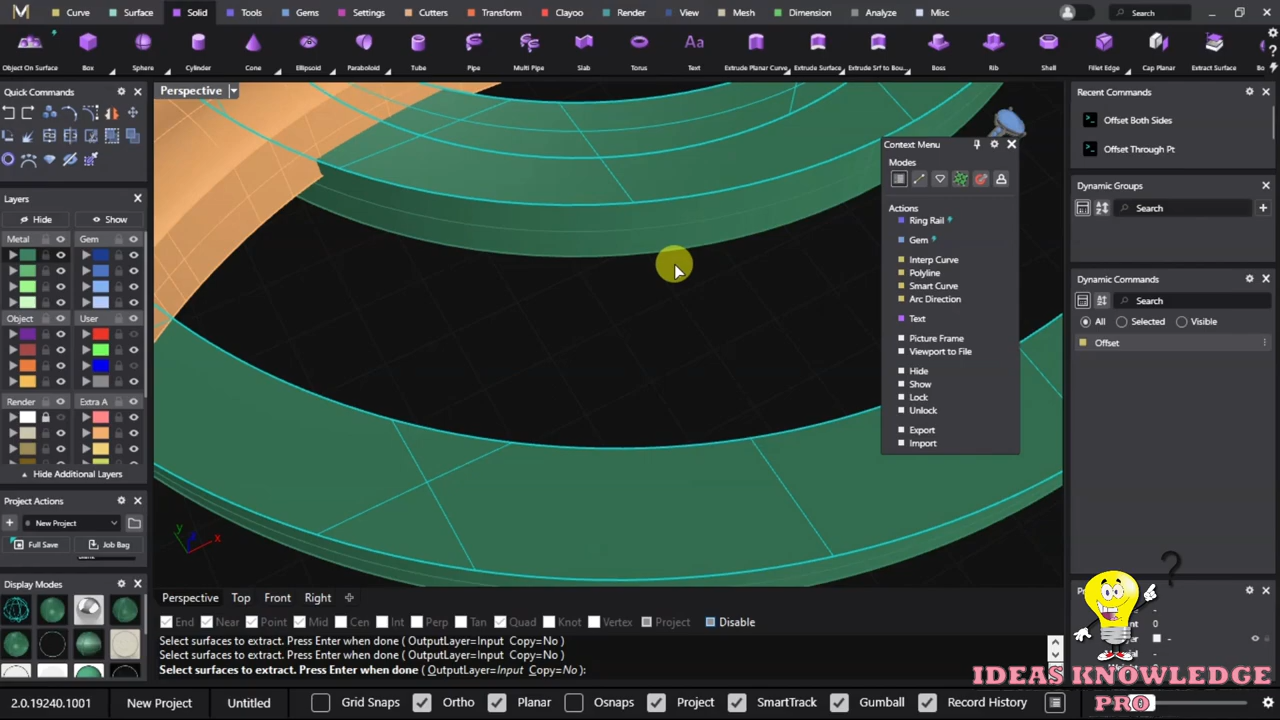 Curve Surface Solid Tools Gems Settings Cutters Transform Clayoo Render View Mesh Dimension Analyze Misc Search
Object On Surface Box Sphere Cylinder Cone Ellipsoid Paraboloid Tube Pipe Multi Pipe Slab Torus Text Extrude Planar Curve Extrude Surface Extrude Srf to Bou... Boss Rib Shell Fillet Edge Cap Planar Extract Surface
Quick Commands
Perspective
Recent Commands
Offset Both Sides
Offset Through Pt
Context Menu
Modes
Actions
Ring Rail
Gem
Interp Curve
Polyline
Smart Curve
Arc Direction
Text
Picture Frame
Viewport to File
Hide
Show
Lock
Unlock
Export
Import
Dynamic Groups
Search
Dynamic Commands
Search
All Selected Visible
Offset
Layers
Hide Show
Metal Gem
Object User
Render Extra A
Hide Additional Layers
Project Actions
New Project
Full Save Job Bag
Display Modes
y z x
Perspective Top Front Right
End Near Point Mid Cen Int Perp Tan Quad Knot Vertex Project Disable
Select surfaces to extract. Press Enter when done ( OutputLayer=Input Copy=No )
Select surfaces to extract. Press Enter when done ( OutputLayer=Input Copy=No )
Select surfaces to extract. Press Enter when done ( OutputLayer=Input Copy=No ):
2.0.19240.1001 New Project Untitled Grid Snaps Ortho Planar Osnaps Project SmartTrack Gumball Record History
?
IDEAS KNOWLEDGE
PRO